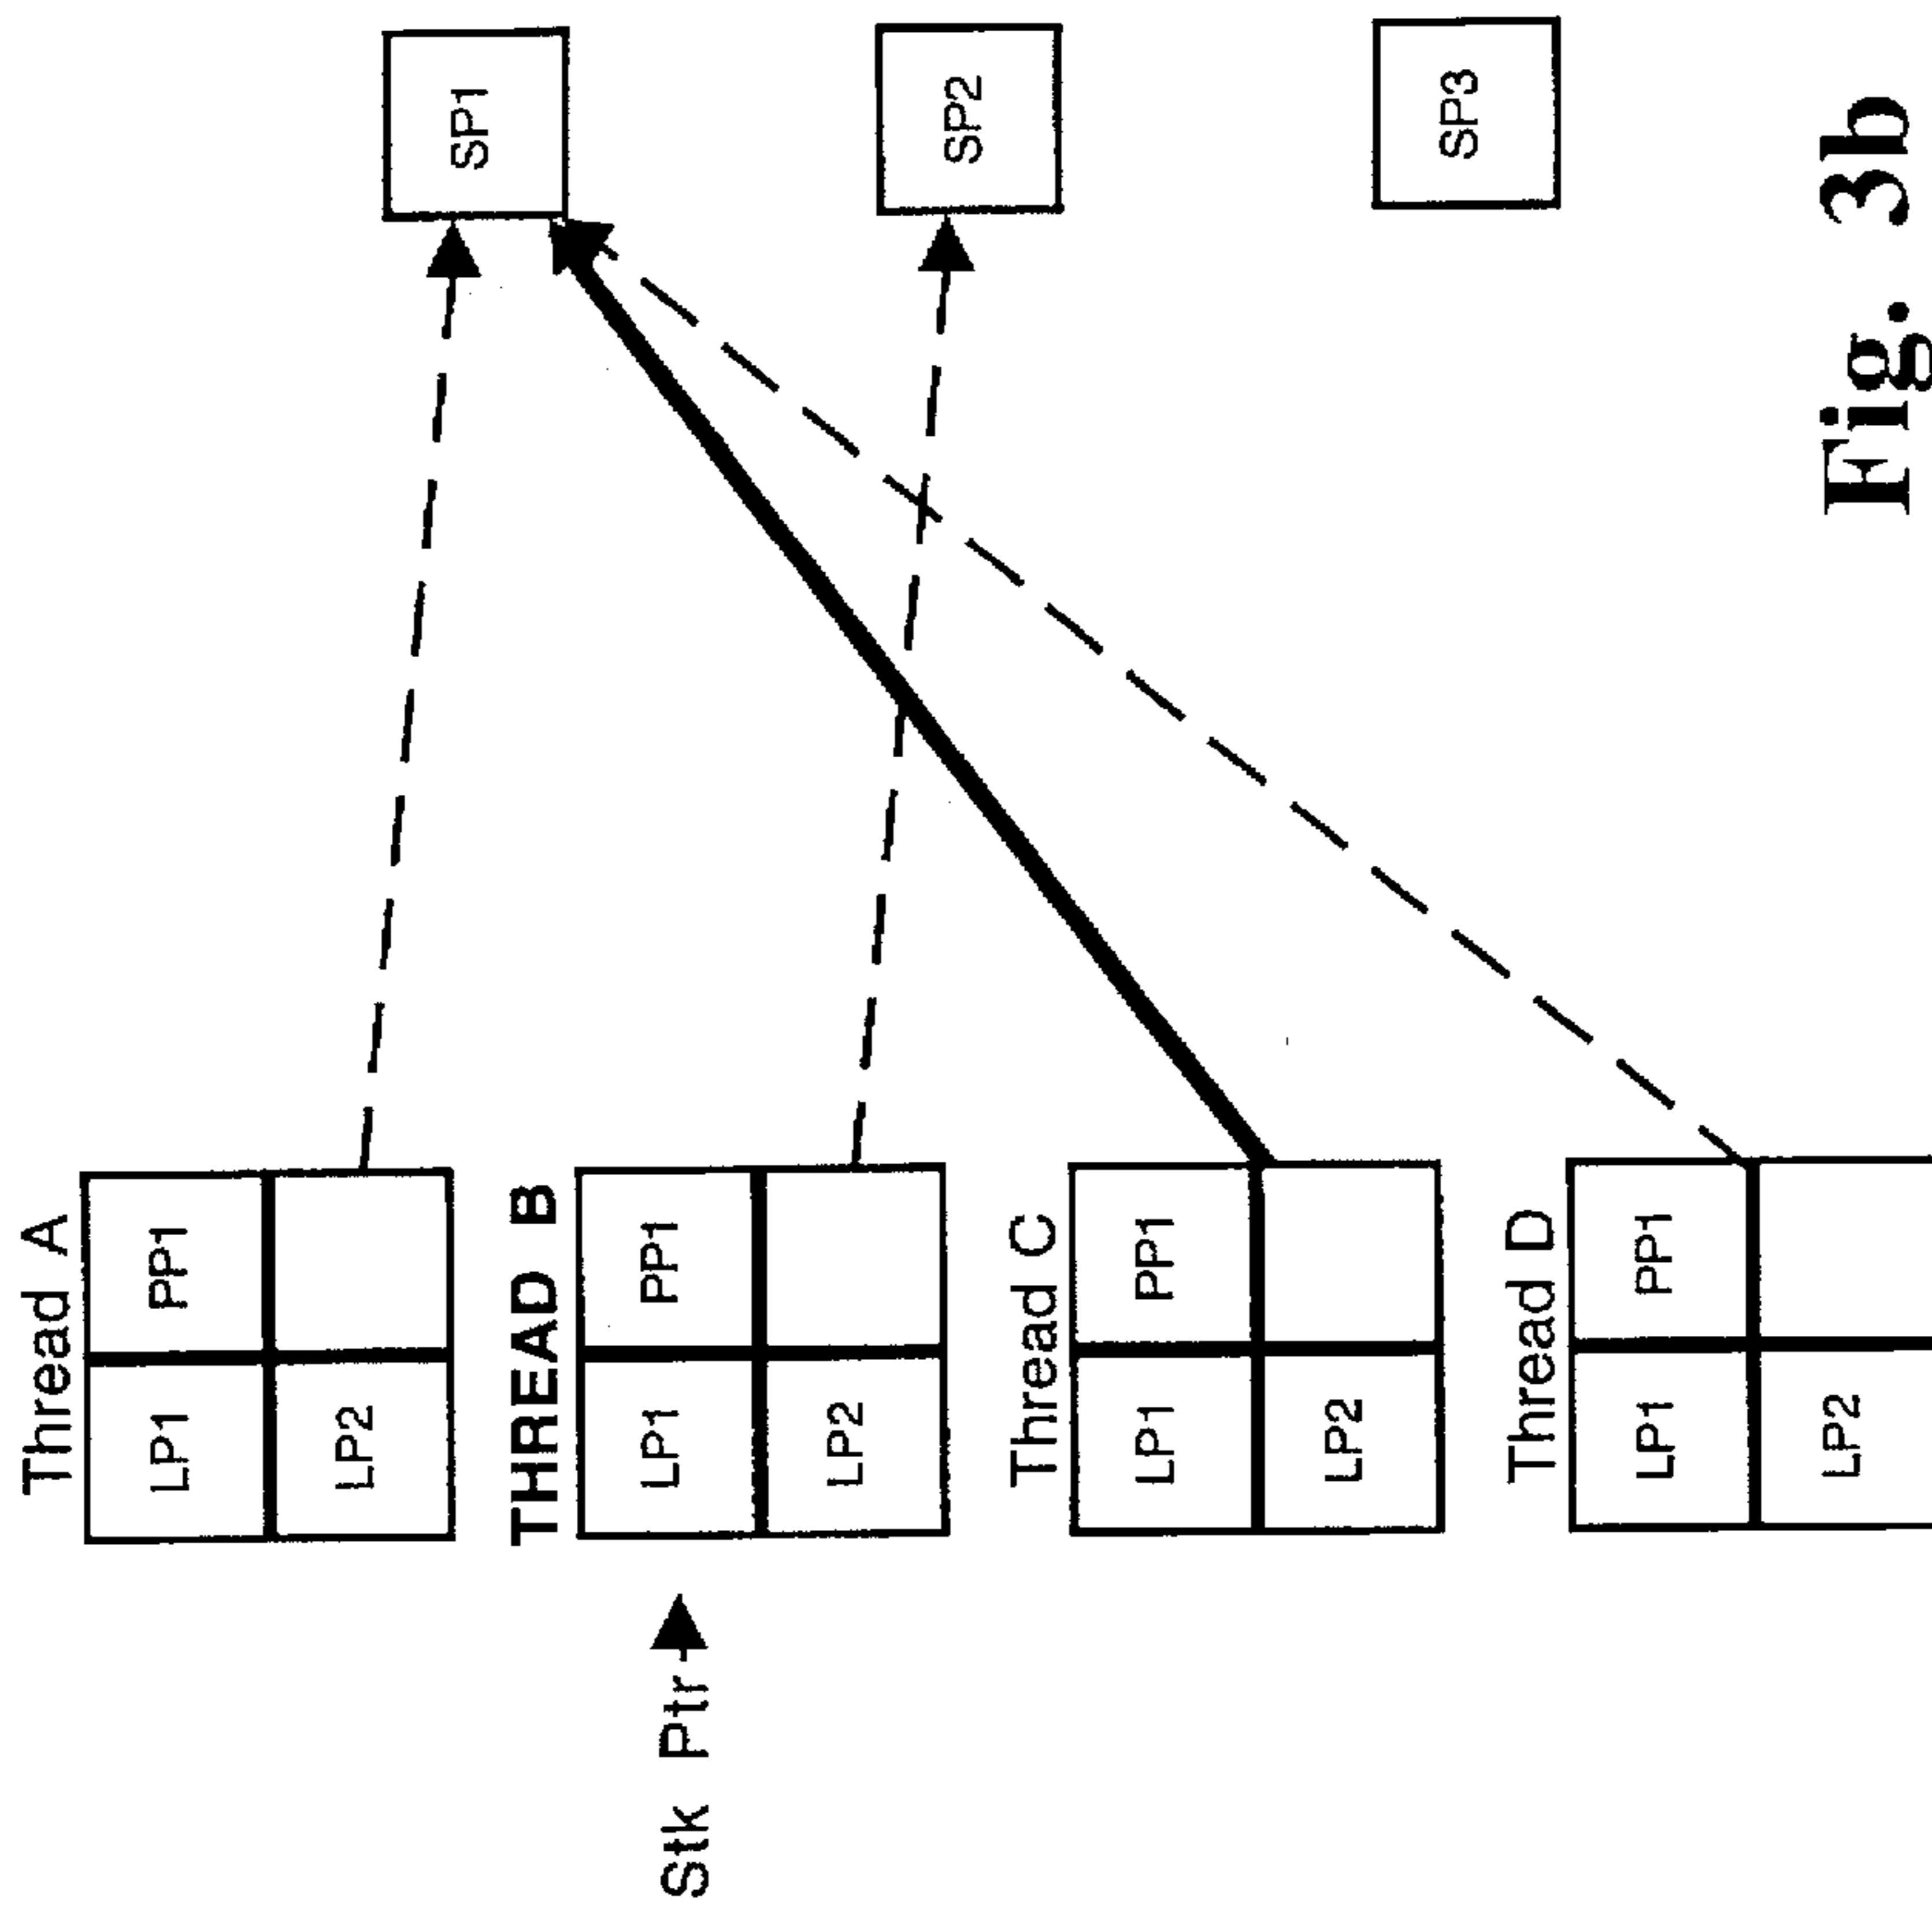 Thread A
LP1 PP1
LP2
SP1
THREAD B
Stk Ptr
LP1 PP1
LP2
SP2
Thread C
LP1 PP1
LP2
SP3
Thread D
LP1 PP1
LP2
Fig. 3b